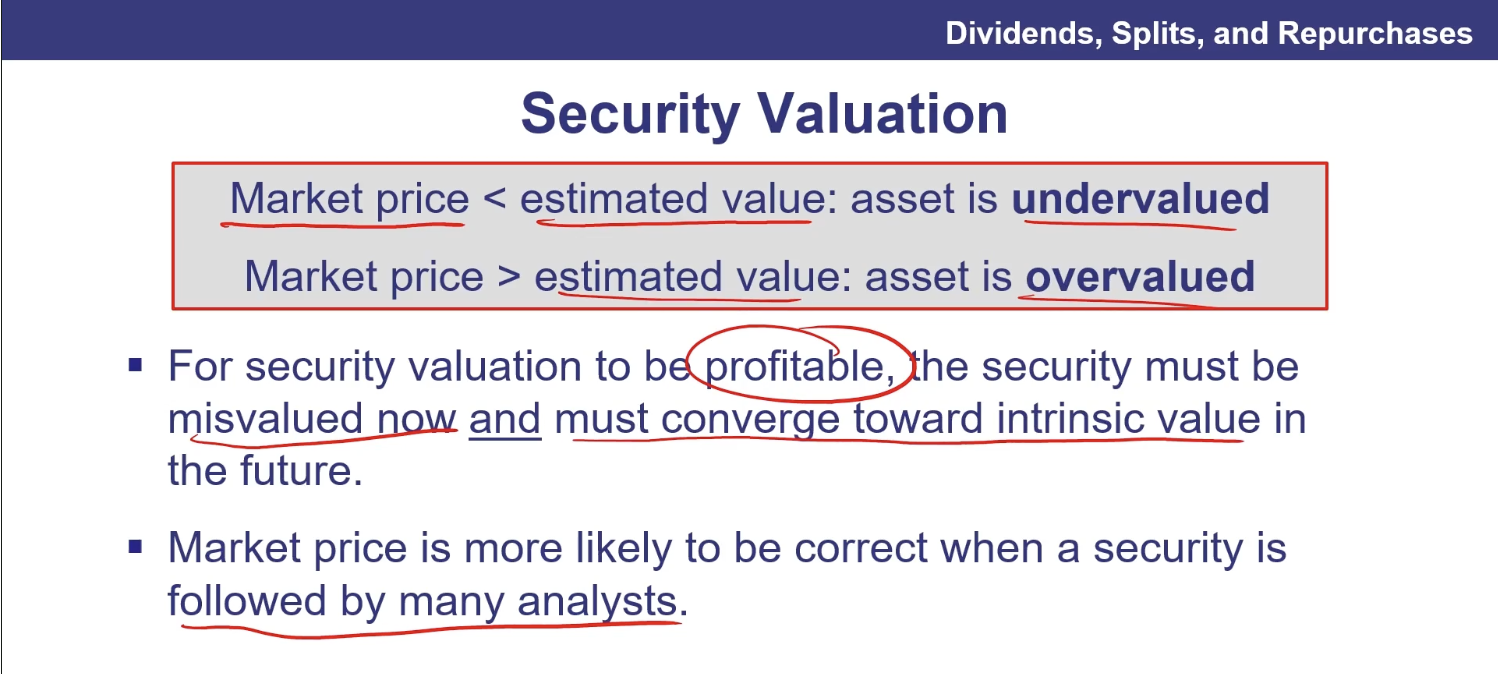 Dividends, Splits, and Repurchases
Security Valuation
Market price < estimated value: asset is undervalued
Market price > estimated value: asset is overvalued
▪ For security valuation to be profitable, the security must be
misvalued now and must converge toward intrinsic value in
the future.
▪ Market price is more likely to be correct when a security is
followed by many analysts.